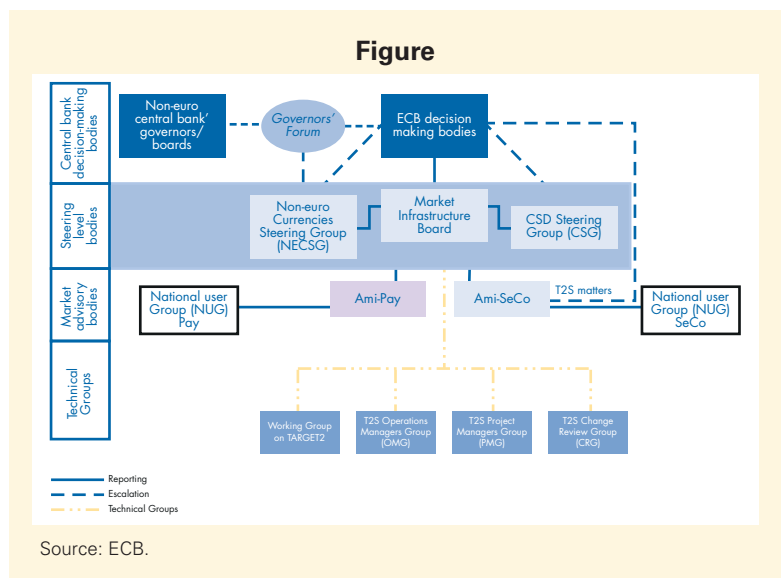 Figure
Central bank
decision-making
bodies
Non-euro
central bank’
governors/
boards
Governors’
Forum
ECB decision
making bodies
Steering
level bodies
Non-euro
Currencies
Steering Group
(NECSG)
Market
Infrastructure
Board
CSD Steering
Group (CSG)
Market
advisory
bodies
National user
Group (NUG)
Pay
Ami-Pay
Ami-SeCo
T2S matters
National user
Group (NUG)
SeCo
Technical
Groups
Working Group
on TARGET2
T2S Operations
Managers Group
(OMG)
T2S Project
Managers Group
(PMG)
T2S Change
Review Group
(CRG)
Reporting
Escalation
Technical Groups
Source: ECB.